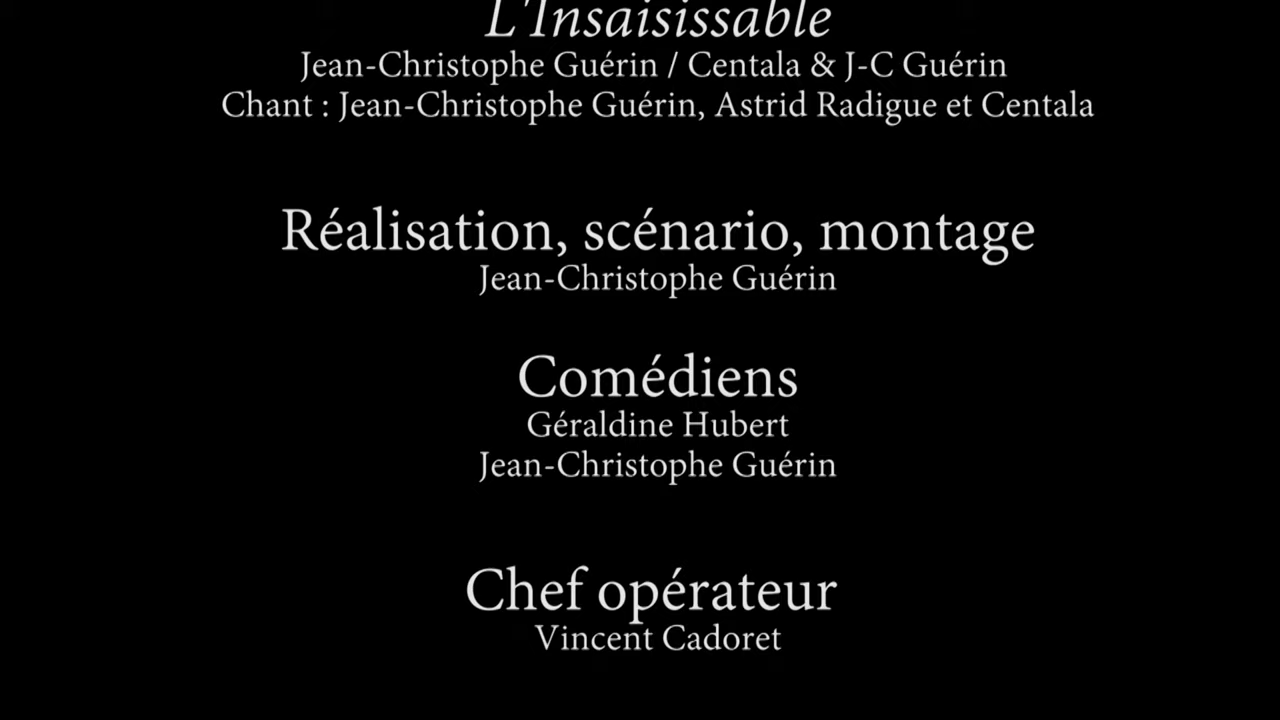 L'Insaisissable
Jean-Christophe Guérin / Centala & J-C Guérin
Chant : Jean-Christophe Guérin, Astrid Radigue et Centala
Réalisation, scénario, montage
Jean-Christophe Guérin
Comédiens
Géraldine Hubert
Jean-Christophe Guérin
Chef opérateur
Vincent Cadoret